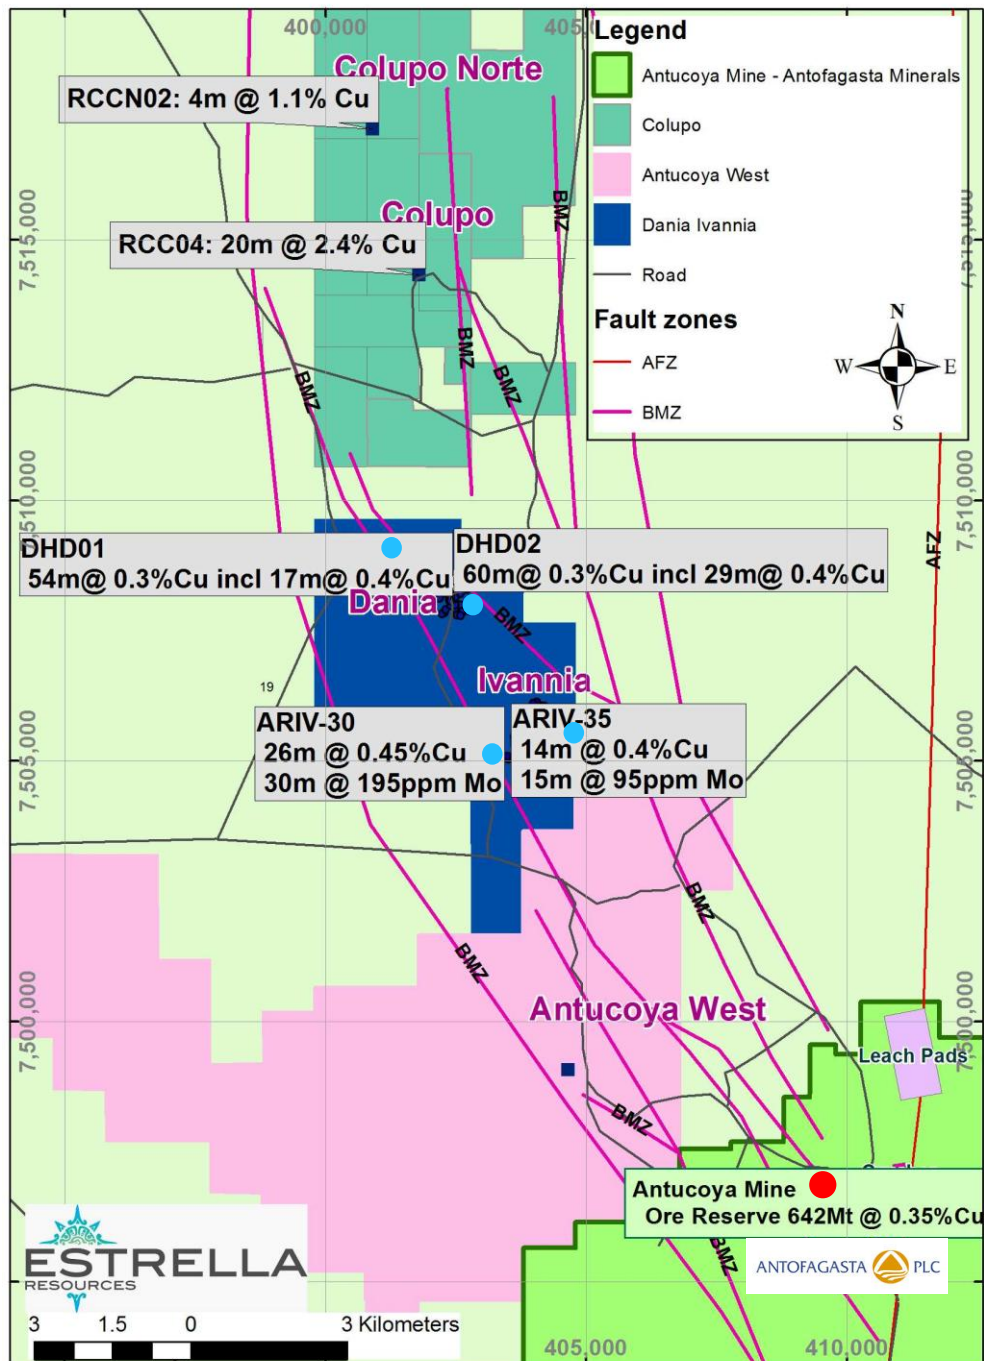 400,000
405,0
Legend
Antucoya Mine - Antofagasta Minerals
Colupo
Antucoya West
Dania Ivannia
Road
Fault zones
AFZ
BMZ
N
W
E
S
Colupo Norte
RCCN02: 4m @ 1.1% Cu
Colupo
RCC04: 20m @ 2.4% Cu
BMZ
BMZ
BMZ
BMZ
7,515,000
7,515,000
7,510,000
AFZ
DHD01
54m@ 0.3%Cu incl 17m@ 0.4%Cu
DHD02
60m@ 0.3%Cu incl 29m@ 0.4%Cu
Dania
BMZ
Ivannia
19
ARIV-30
26m @ 0.45%Cu
30m @ 195ppm Mo
ARIV-35
14m @ 0.4%Cu
15m @ 95ppm Mo
7,505,000
7,505,000
BMZ
BMZ
Antucoya West
7,500,000
7,500,000
Leach Pads
BMZ
Antucoya Mine
Ore Reserve 642Mt @ 0.35%Cu
BMZ
ESTRELLA
RESOURCES
ANTOFAGASTA PLC
3 1.5 0 3 Kilometers
405,000
410,000